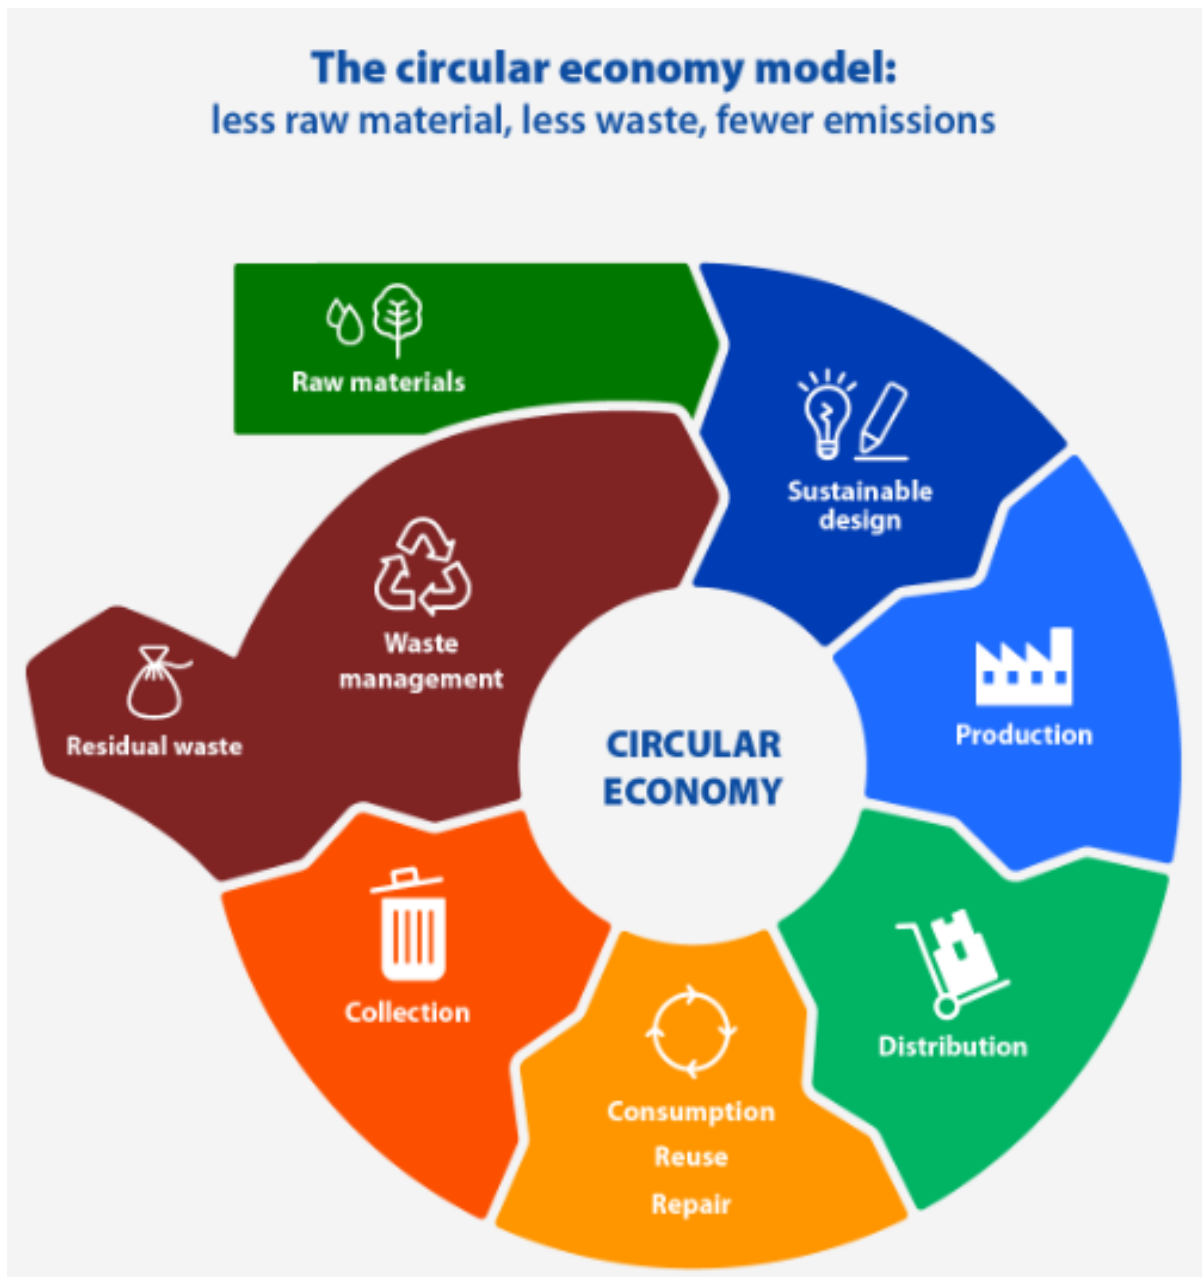 The circular economy model:
less raw material, less waste, fewer emissions
Raw materials
Sustainable
design
Production
Distribution
Consumption
Reuse
Repair
Collection
Waste
management
Residual waste
CIRCULAR
ECONOMY